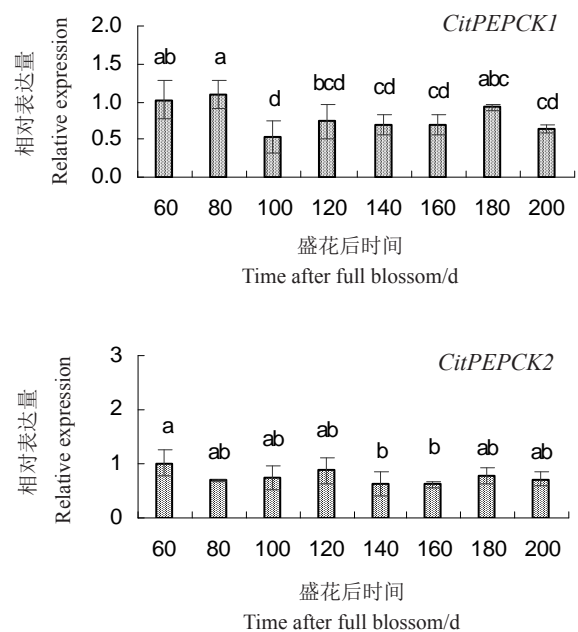 CitPEPCK1
2.0
1.5
1.0
0.5
0.0
相对表达量
Relative expression
ab a d bcd cd cd abc cd
60 80 100 120 140 160 180 200
盛花后时间
Time after full blossom/d
CitPEPCK2
3
2
1
0
相对表达量
Relative expression
a ab ab ab b b ab ab
60 80 100 120 140 160 180 200
盛花后时间
Time after full blossom/d